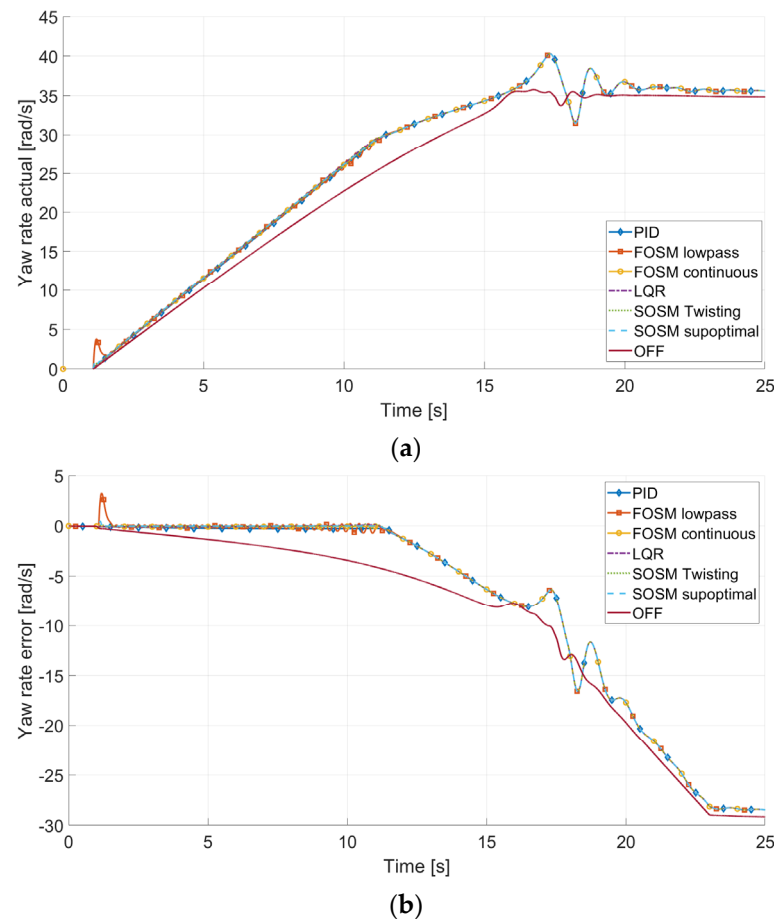 45
40
35
30
25
20
15
10
5
0
Yaw rate actual [rad/s]
PID
FOSM lowpass
FOSM continuous
LQR
SOSM Twisting
SOSM supoptimal
OFF
0 5 10 15 20 25
Time [s]
(a)
5
0
-5
-10
-15
-20
-25
-30
Yaw rate error [rad/s]
PID
FOSM lowpass
FOSM continuous
LQR
SOSM Twisting
SOSM supoptimal
OFF
0 5 10 15 20 25
Time [s]
(b)